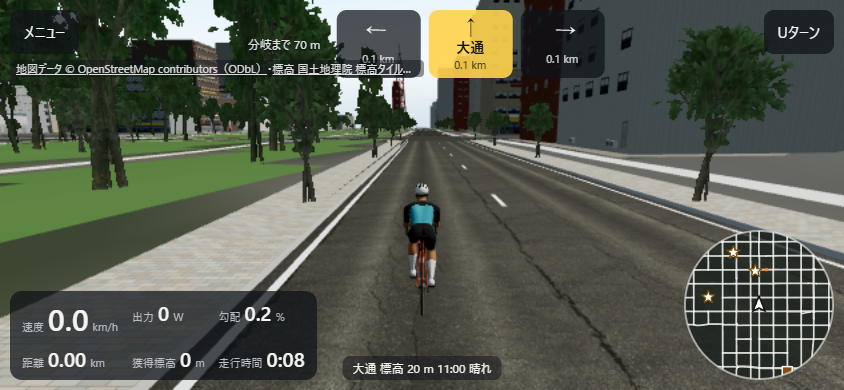 メニュー
分岐まで 70 m
←
0.1 km
↑
大通
0.1 km
→
0.1 km
Uターン
地図データ © OpenStreetMap contributors（ODbL）·標高 国土地理院 標高タイル...
速度 0.0 km/h 出力 0 W 勾配 0.2 %
距離 0.00 km 獲得標高 0 m 走行時間 0:08
大通 標高 20 m 11:00 晴れ